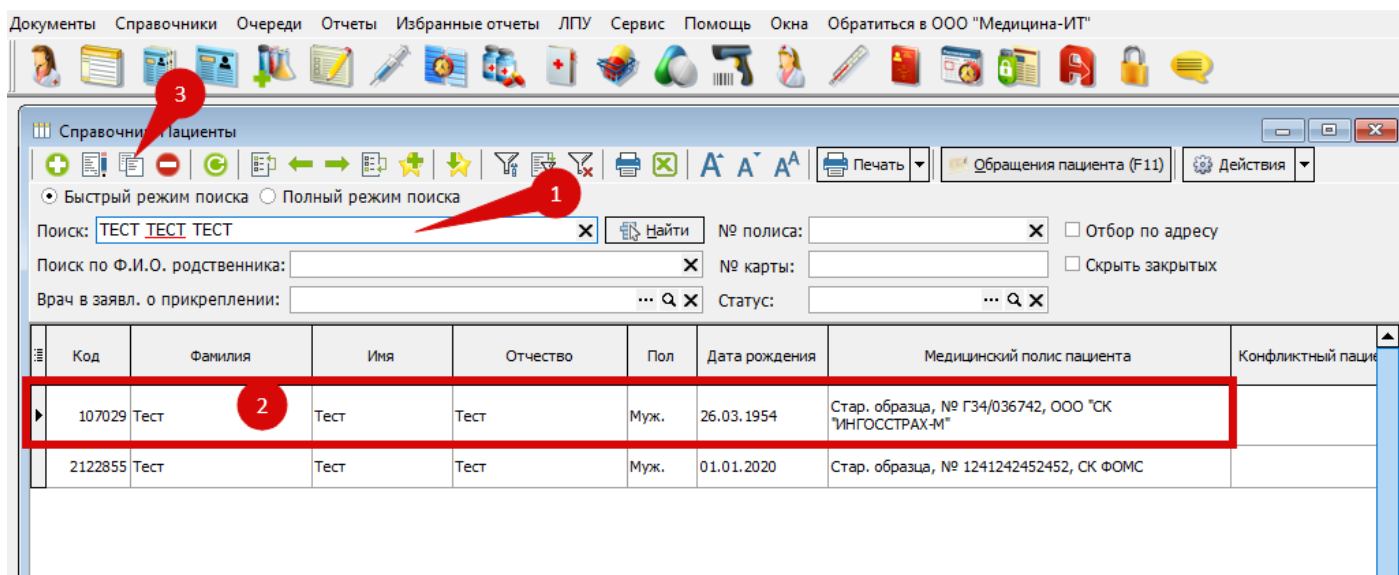 Документы Справочники Очереди Отчеты Избранные отчеты ЛПУ Сервис Помощь Окна Обратиться в ООО "Медицина-ИТ"
3
Справочник Пациенты
Печать Обращения пациента (F11) Действия
Быстрый режим поиска Полный режим поиска
1
Поиск: ТЕСТ ТЕСТ ТЕСТ Найти № полиса: Отбор по адресу
Поиск по Ф.И.О. родственника: № карты: Скрыть закрытых
Врач в заявл. о прикреплении: Статус:
Код Фамилия Имя Отчество Пол Дата рождения Медицинский полис пациента Конфликтный пацие
2
107029 Тест Тест Тест Муж. 26.03.1954 Стар. образца, № Г34/036742, ООО "СК
"ИНГОССТРАХ-М"
2122855 Тест Тест Тест Муж. 01.01.2020 Стар. образца, № 1241242452452, СК ФОМС